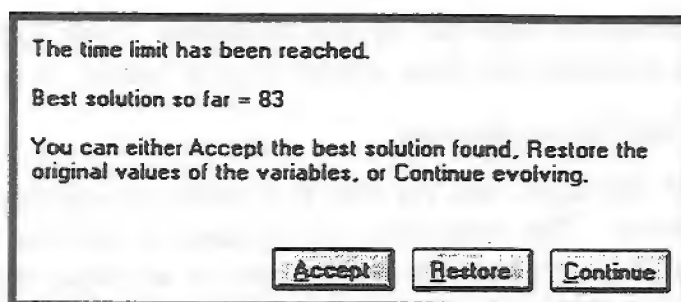 The time limit has been reached.
Best solution so far = 83
You can either Accept the best solution found, Restore the
original values of the variables, or Continue evolving.
Accept Restore Continue